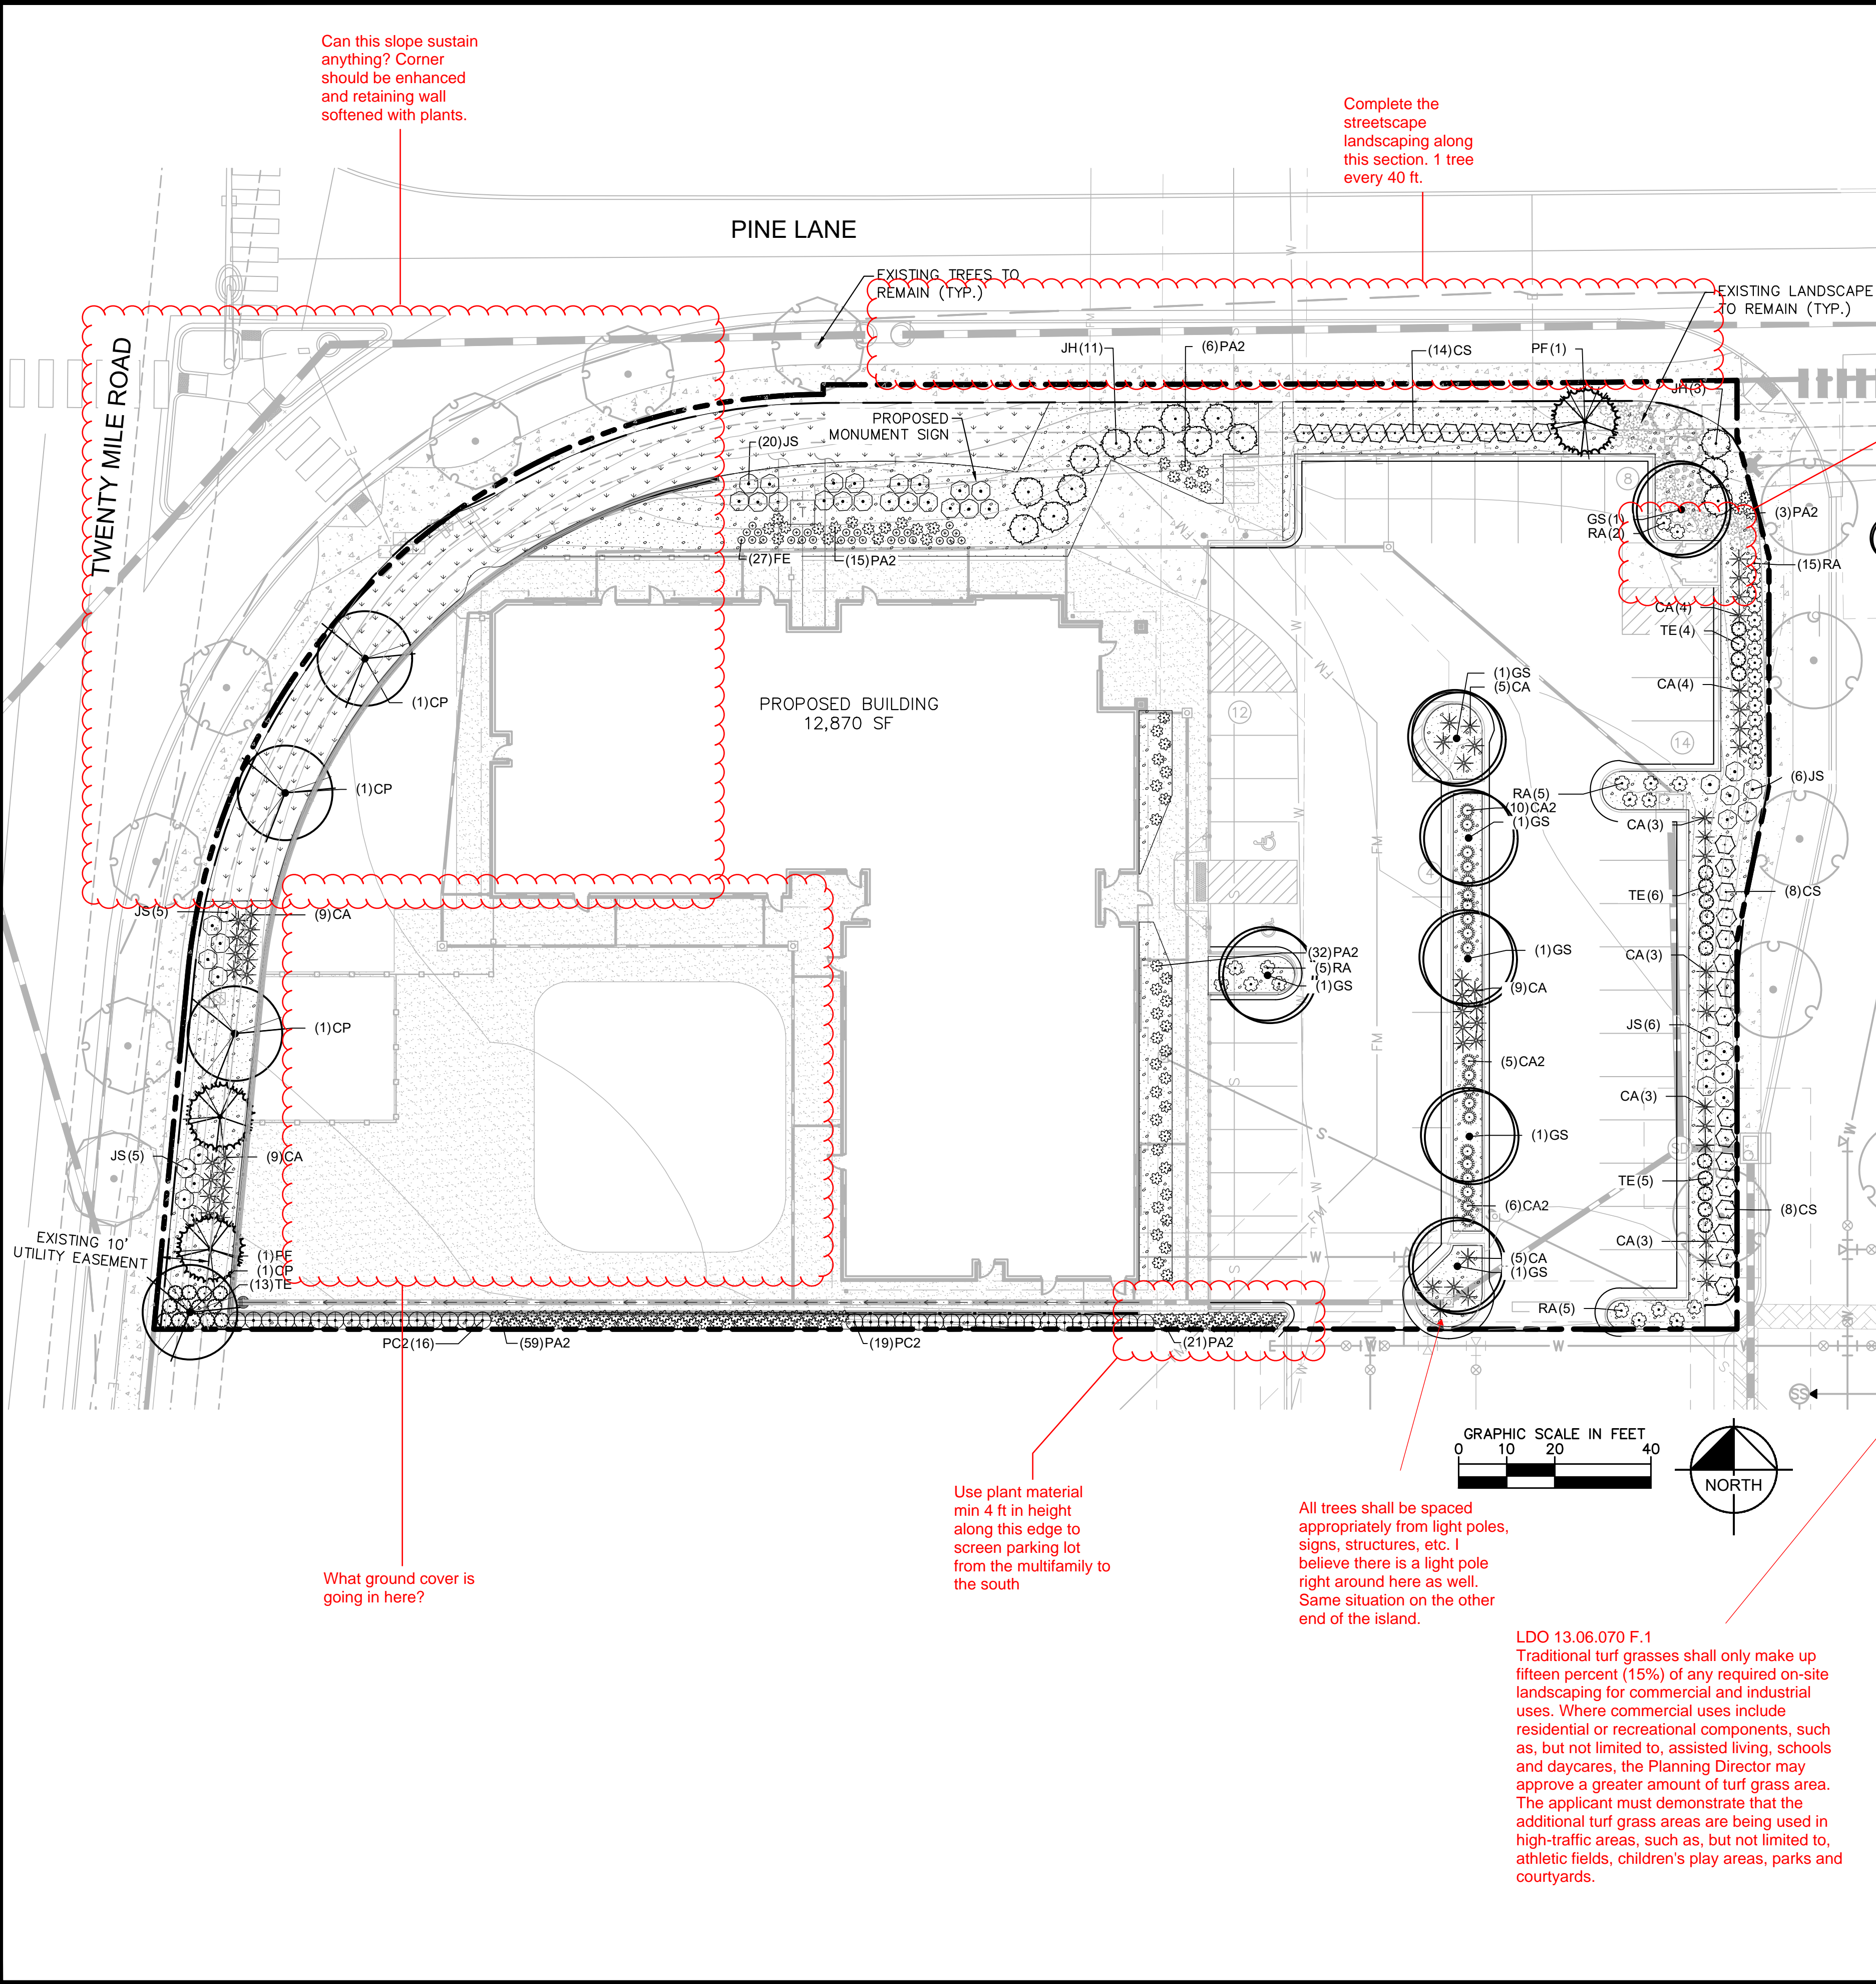 Can this slope sustain
anything? Corner
should be enhanced
and retaining wall
softened with plants.
Complete the
streetscape
landscaping along
this section. 1 tree
every 40 ft.
PINE LANE
TWENTY MILE ROAD
EXISTING TREES TO
REMAIN (TYP.)
EXISTING LANDSCAPE
TO REMAIN (TYP.)
JH(11)
(6)PA2
(14)CS
PF(1)
JH(3)
PROPOSED
MONUMENT SIGN
(20)JS
8
GS(1)
RA(2)
(3)PA2
(27)FE
(15)PA2
(15)RA
CA(4)
TE(4)
CA(4)
(1)CP
PROPOSED BUILDING
12,870 SF
(1)GS
(5)CA
12
14
(1)CP
RA(5)
(10)CA2
(1)GS
(6)JS
CA(3)
4
TE(6)
(8)CS
JS(5)
(9)CA
(32)PA2
(5)RA
(1)GS
(1)GS
CA(3)
(9)CA
(1)CP
JS(6)
(5)CA2
CA(3)
(1)GS
SD
JS(5)
(9)CA
TE(5)
(6)CA2
(8)CS
EXISTING 10'
UTILITY EASEMENT
(1)PF
(1)CP
(13)TE
CA(3)
(5)CA
(1)GS
RA(5)
PC2(16)
(59)PA2
(19)PC2
(21)PA2
SS
GRAPHIC SCALE IN FEET
0 10 20 40
NORTH
Use plant material
min 4 ft in height
along this edge to
screen parking lot
from the multifamily to
the south
All trees shall be spaced
appropriately from light poles,
signs, structures, etc. I
believe there is a light pole
right around here as well.
Same situation on the other
end of the island.
What ground cover is
going in here?
LDO 13.06.070 F.1
Traditional turf grasses shall only make up
fifteen percent (15%) of any required on-site
landscaping for commercial and industrial
uses. Where commercial uses include
residential or recreational components, such
as, but not limited to, assisted living, schools
and daycares, the Planning Director may
approve a greater amount of turf grass area.
The applicant must demonstrate that the
additional turf grass areas are being used in
high-traffic areas, such as, but not limited to,
athletic fields, children's play areas, parks and
courtyards.